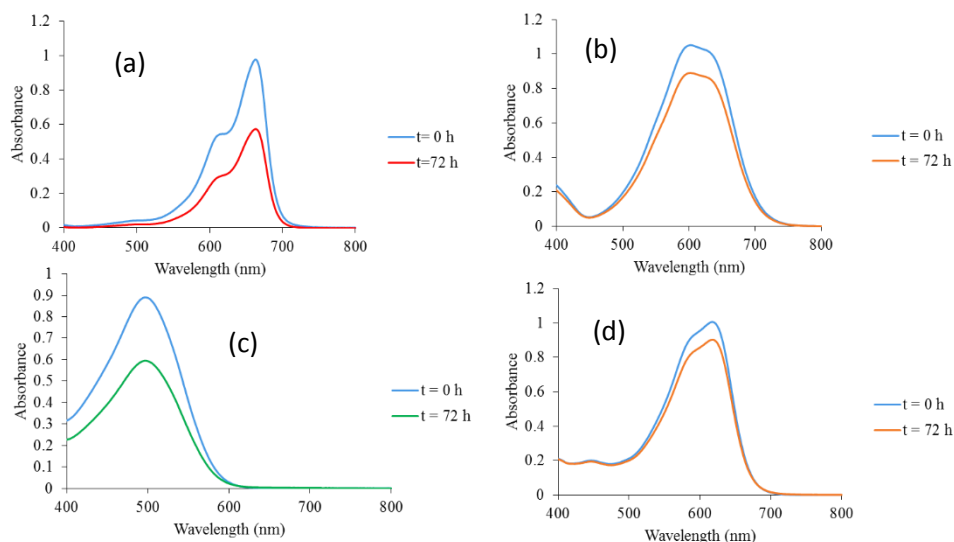 (a)
Absorbance
1.2
1
0.8
0.6
0.4
0.2
0
400 500 600 700 800
Wavelength (nm)
t= 0 h
t=72 h
(b)
Absorbance
1.2
1
0.8
0.6
0.4
0.2
0
400 500 600 700 800
Wavelength (nm)
t = 0 h
t = 72 h
(c)
Absorbance
1
0.9
0.8
0.7
0.6
0.5
0.4
0.3
0.2
0.1
0
400 500 600 700 800
Wavelength (nm)
t = 0 h
t = 72 h
(d)
Absorbance
1.2
1
0.8
0.6
0.4
0.2
0
400 500 600 700 800
Wavelength (nm)
t = 0 h
t = 72 h